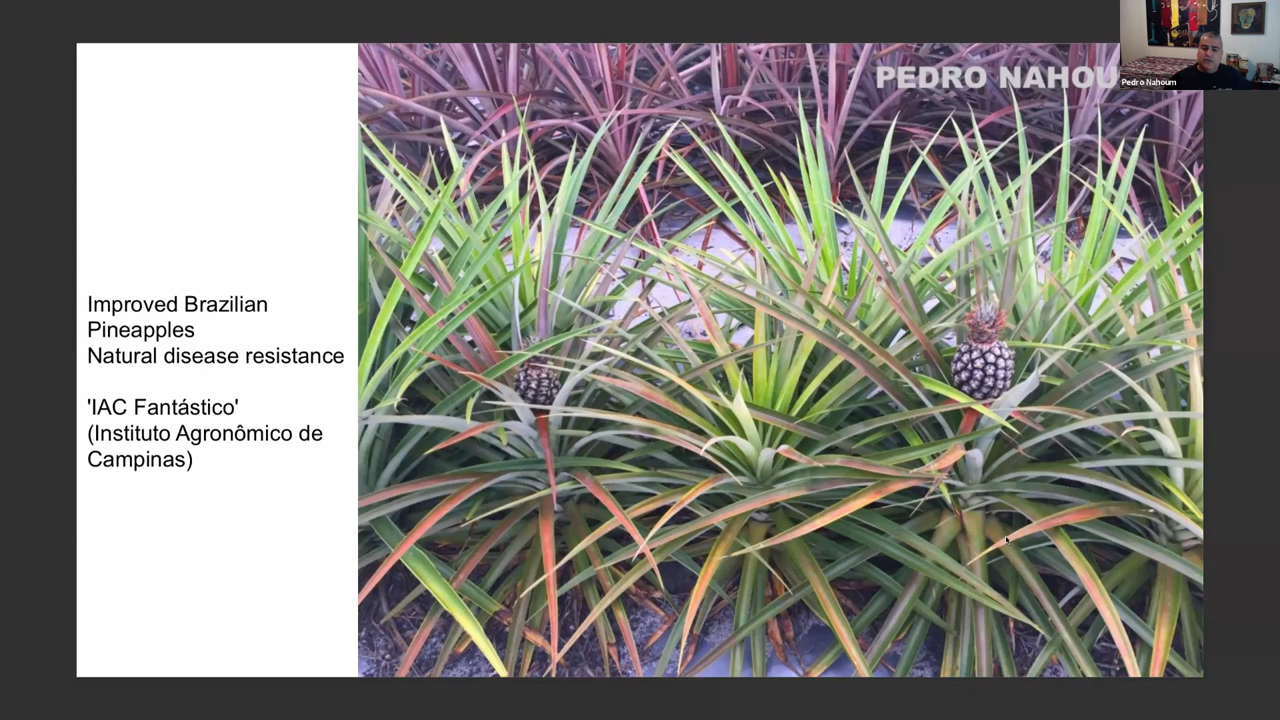 PEDRO NAHOU
Pedro Nahoum
Improved Brazilian
Pineapples
Natural disease resistance
'IAC Fantástico'
(Instituto Agronômico de
Campinas)